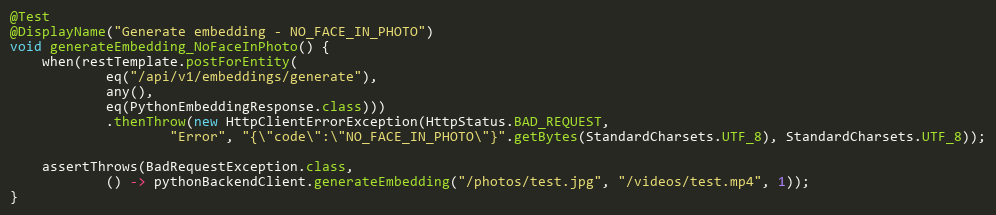 @Test
@DisplayName("Generate embedding - NO_FACE_IN_PHOTO")
void generateEmbedding_NoFaceInPhoto() {
    when(restTemplate.postForEntity(
            eq("/api/v1/embeddings/generate"),
            any(),
            eq(PythonEmbeddingResponse.class)))
            .thenThrow(new HttpClientErrorException(HttpStatus.BAD_REQUEST,
                    "Error", "{\"code\":\"NO_FACE_IN_PHOTO\"}".getBytes(StandardCharsets.UTF_8), StandardCharsets.UTF_8));

    assertThrows(BadRequestException.class,
            () -> pythonBackendClient.generateEmbedding("/photos/test.jpg", "/videos/test.mp4", 1));
}